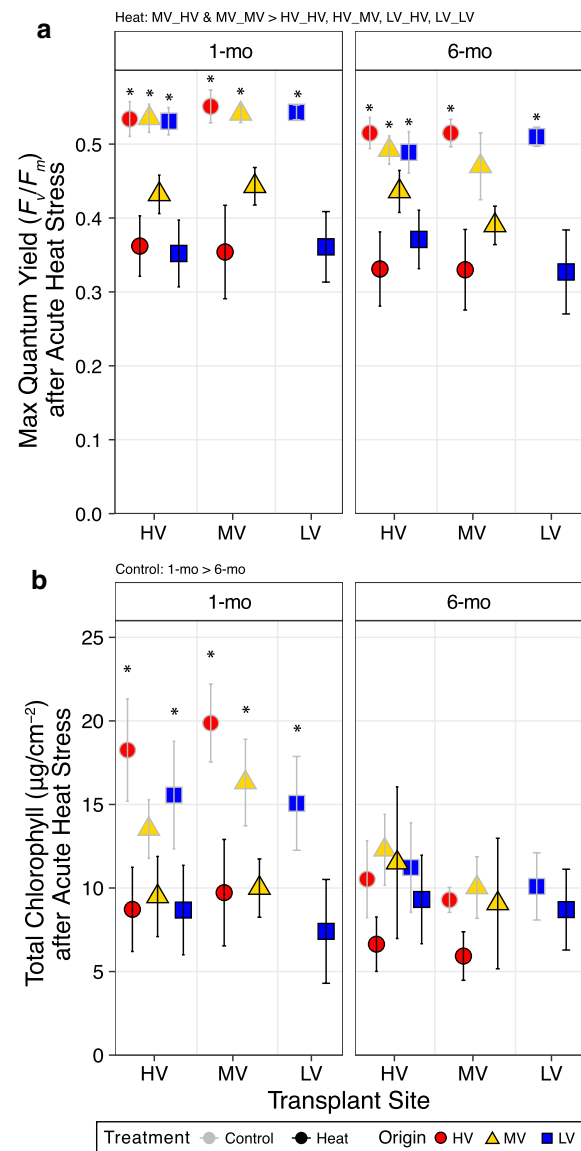 Heat: MV_HV & MV_MV > HV_HV, HV_MV, LV_HV, LV_LV
a
1-mo
6-mo
* * * * * *
* * * * *
0.5
0.4
0.3
0.2
0.1
0.0
Max Quantum Yield (Fv/Fm)
after Acute Heat Stress
HV MV LV
HV MV LV
b
Control: 1-mo > 6-mo
1-mo
6-mo
* * * * *
25
20
15
10
5
0
Total Chlorophyll (µg/cm⁻²)
after Acute Heat Stress
HV MV LV
HV MV LV
Transplant Site
Treatment Control Heat Origin HV MV LV